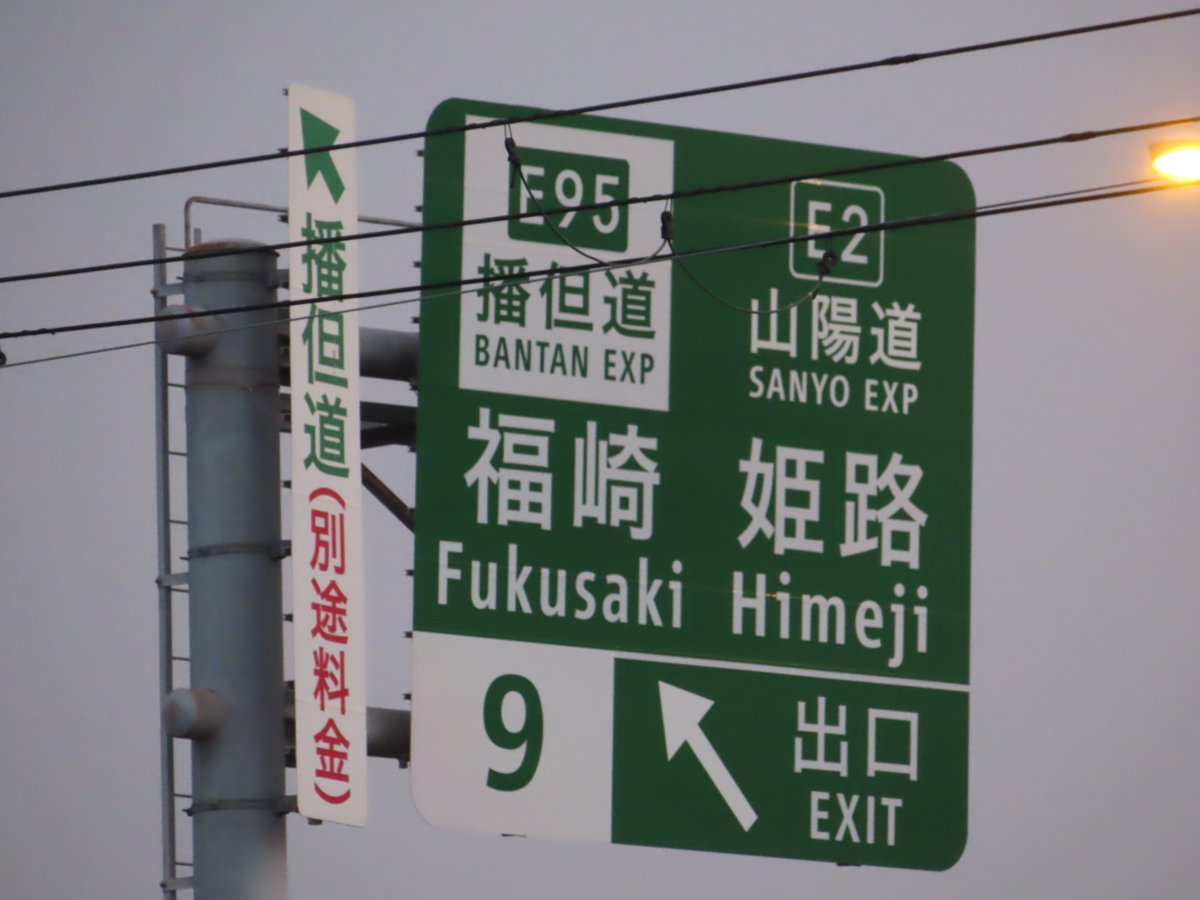 播但道(別途料金)
E95
播但道
BANTAN EXP
E2
山陽道
SANYO EXP
福崎
Fukusaki
姫路
Himeji
9
出口
EXIT